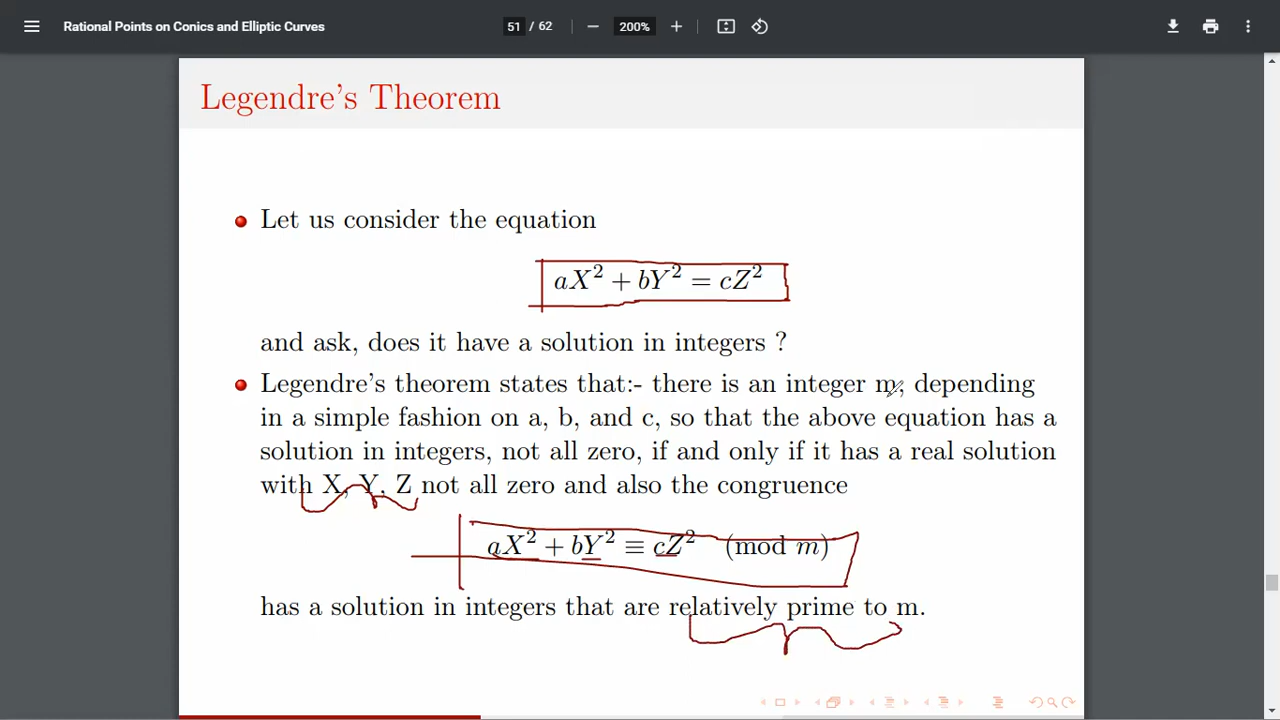 Rational Points on Conics and Elliptic Curves 51 / 62 200%
Legendre's Theorem
Let us consider the equation
aX² + bY² = cZ²
and ask, does it have a solution in integers ?
Legendre's theorem states that:- there is an integer m, depending
in a simple fashion on a, b, and c, so that the above equation has a
solution in integers, not all zero, if and only if it has a real solution
with X, Y, Z not all zero and also the congruence
aX² + bY² ≡ cZ² (mod m)
has a solution in integers that are relatively prime to m.